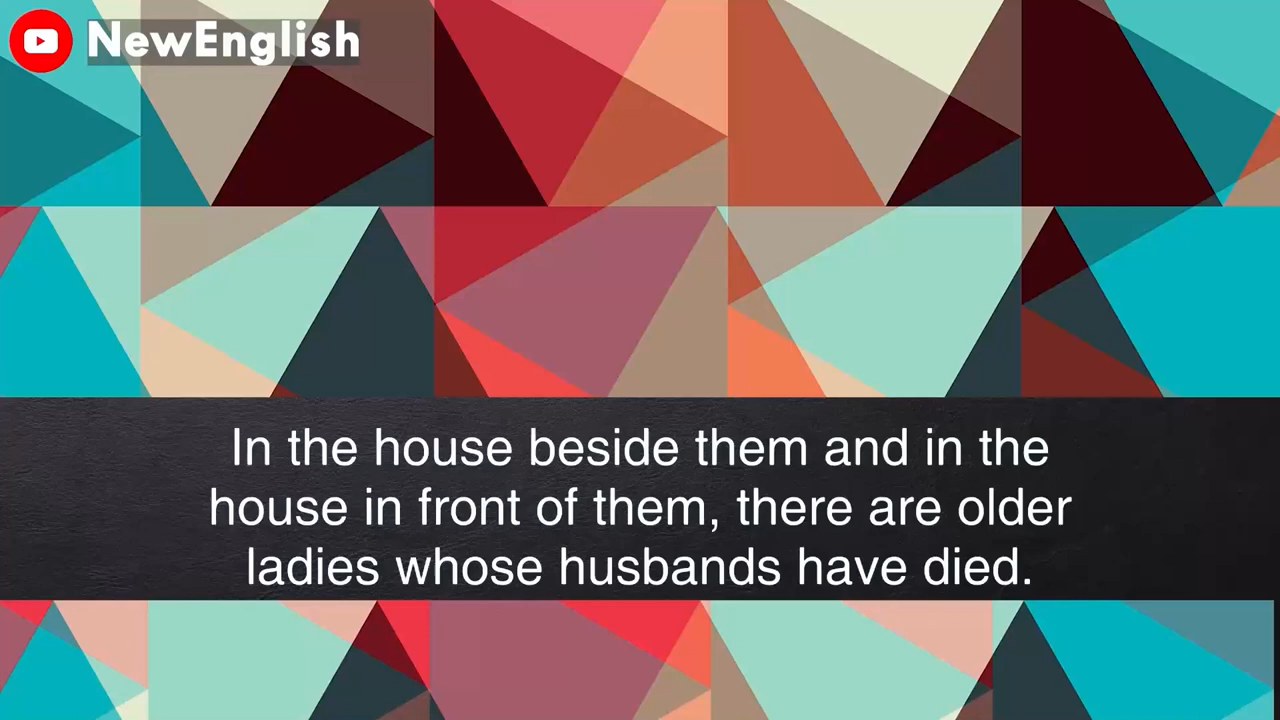 NewEnglish
In the house beside them and in the
house in front of them, there are older
ladies whose husbands have died.